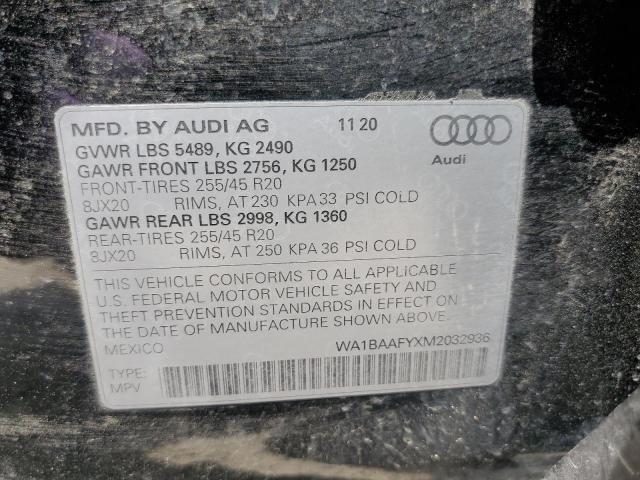 MFD. BY AUDI AG 11 20
GVWR LBS 5489, KG 2490
GAWR FRONT LBS 2756, KG 1250
Audi
FRONT-TIRES 255/45 R20
8JX20 RIMS, AT 230 KPA 33 PSI COLD
GAWR REAR LBS 2998, KG 1360
REAR-TIRES 255/45 R20
8JX20 RIMS, AT 250 KPA 36 PSI COLD
THIS VEHICLE CONFORMS TO ALL APPLICABLE
U.S. FEDERAL MOTOR VEHICLE SAFETY AND
THEFT PREVENTION STANDARDS IN EFFECT ON
THE DATE OF MANUFACTURE SHOWN ABOVE.
MEXICO WA1BAAFYXM2032936
TYPE:
MPV